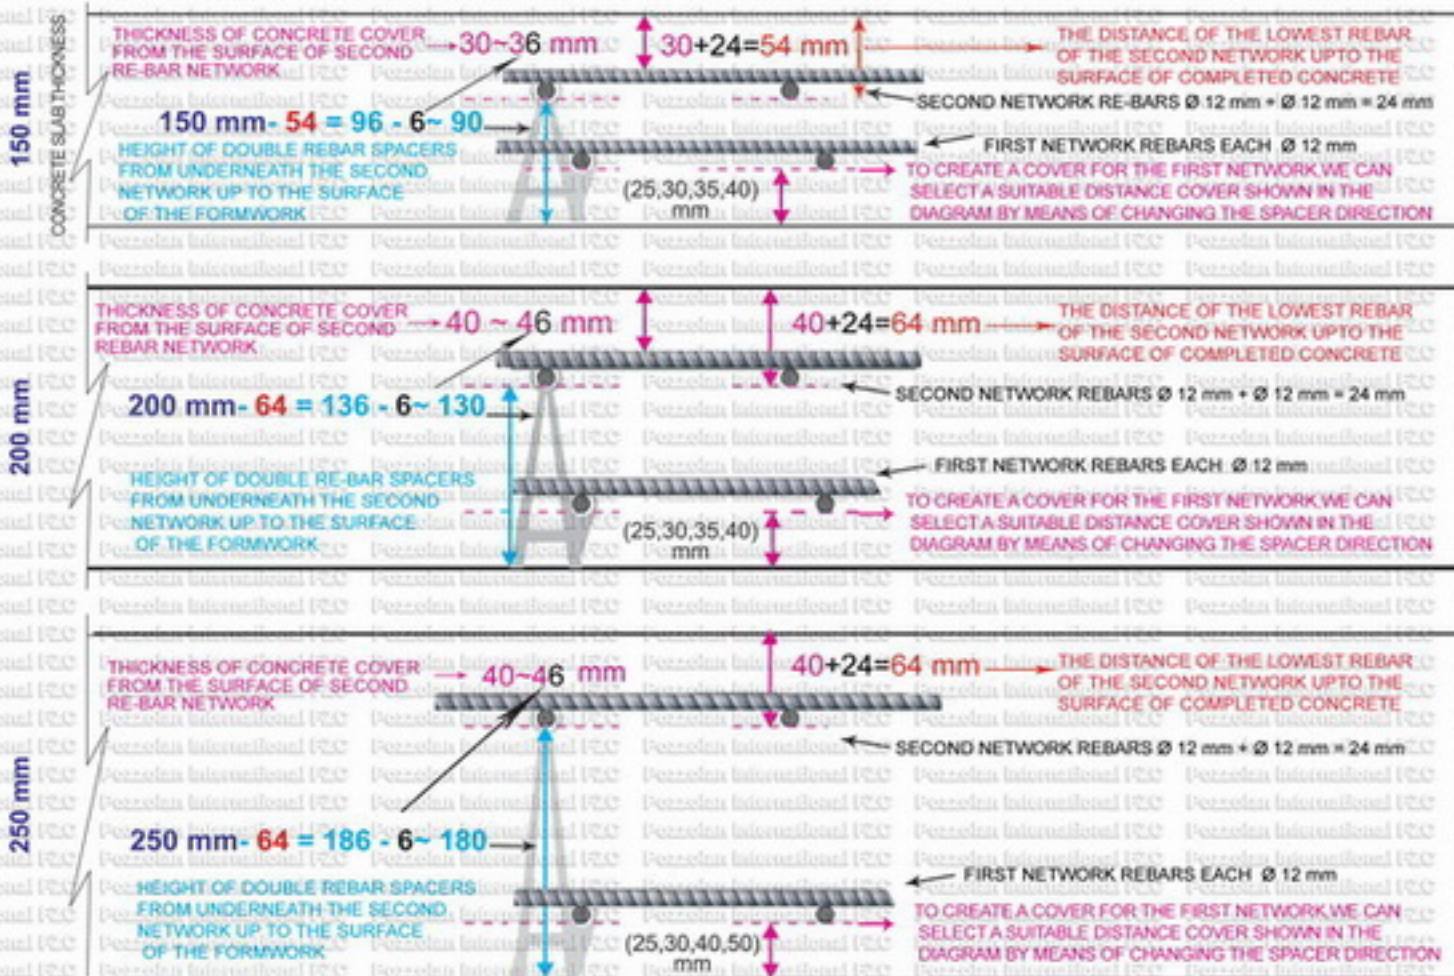 150 mm
CONCRETE SLAB THICKNESS
THICKNESS OF CONCRETE COVER
FROM THE SURFACE OF SECOND
RE-BAR NETWORK
30~36 mm
30+24=54 mm
THE DISTANCE OF THE LOWEST REBAR
OF THE SECOND NETWORK UPTO THE
SURFACE OF COMPLETED CONCRETE
SECOND NETWORK RE-BARS Ø 12 mm + Ø 12 mm = 24 mm
150 mm- 54 = 96 - 6~ 90
FIRST NETWORK REBARS EACH Ø 12 mm
HEIGHT OF DOUBLE REBAR SPACERS
FROM UNDERNEATH THE SECOND
NETWORK UP TO THE SURFACE
OF THE FORMWORK
(25,30,35,40)
mm
TO CREATE A COVER FOR THE FIRST NETWORK,WE CAN
SELECT A SUITABLE DISTANCE COVER SHOWN IN THE
DIAGRAM BY MEANS OF CHANGING THE SPACER DIRECTION
200 mm
THICKNESS OF CONCRETE COVER
FROM THE SURFACE OF SECOND
REBAR NETWORK
40 ~ 46 mm
40+24=64 mm
THE DISTANCE OF THE LOWEST REBAR
OF THE SECOND NETWORK UPTO THE
SURFACE OF COMPLETED CONCRETE
SECOND NETWORK REBARS Ø 12 mm + Ø 12 mm = 24 mm
200 mm- 64 = 136 - 6~ 130
FIRST NETWORK REBARS EACH Ø 12 mm
HEIGHT OF DOUBLE RE-BAR SPACERS
FROM UNDERNEATH THE SECOND
NETWORK UP TO THE SURFACE
OF THE FORMWORK
(25,30,35,40)
mm
TO CREATE A COVER FOR THE FIRST NETWORK,WE CAN
SELECT A SUITABLE DISTANCE COVER SHOWN IN THE
DIAGRAM BY MEANS OF CHANGING THE SPACER DIRECTION
250 mm
THICKNESS OF CONCRETE COVER
FROM THE SURFACE OF SECOND
RE-BAR NETWORK
40~46 mm
40+24=64 mm
THE DISTANCE OF THE LOWEST REBAR
OF THE SECOND NETWORK UPTO THE
SURFACE OF COMPLETED CONCRETE
SECOND NETWORK REBARS Ø 12 mm + Ø 12 mm = 24 mm
250 mm- 64 = 186 - 6~ 180
FIRST NETWORK REBARS EACH Ø 12 mm
HEIGHT OF DOUBLE REBAR SPACERS
FROM UNDERNEATH THE SECOND
NETWORK UP TO THE SURFACE
OF THE FORMWORK
(25,30,40,50)
mm
TO CREATE A COVER FOR THE FIRST NETWORK,WE CAN
SELECT A SUITABLE DISTANCE COVER SHOWN IN THE
DIAGRAM BY MEANS OF CHANGING THE SPACER DIRECTION